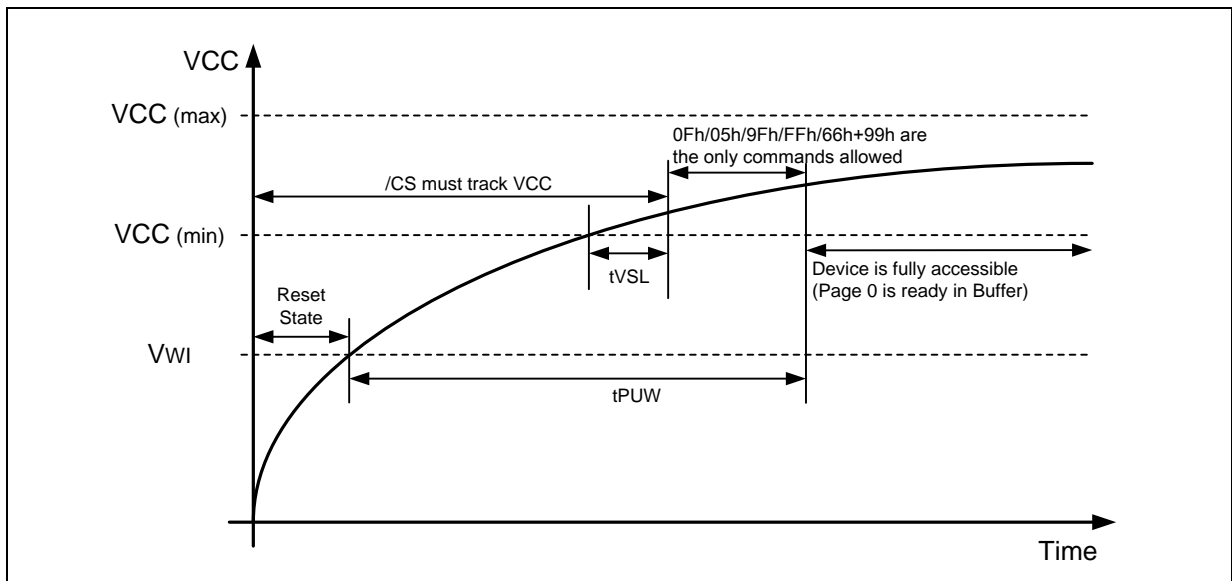 VCC
VCC (max)
0Fh/05h/9Fh/FFh/66h+99h are
the only commands allowed
/CS must track VCC
VCC (min)
tVSL
Device is fully accessible
(Page 0 is ready in Buffer)
Reset
State
VWI
tPUW
Time